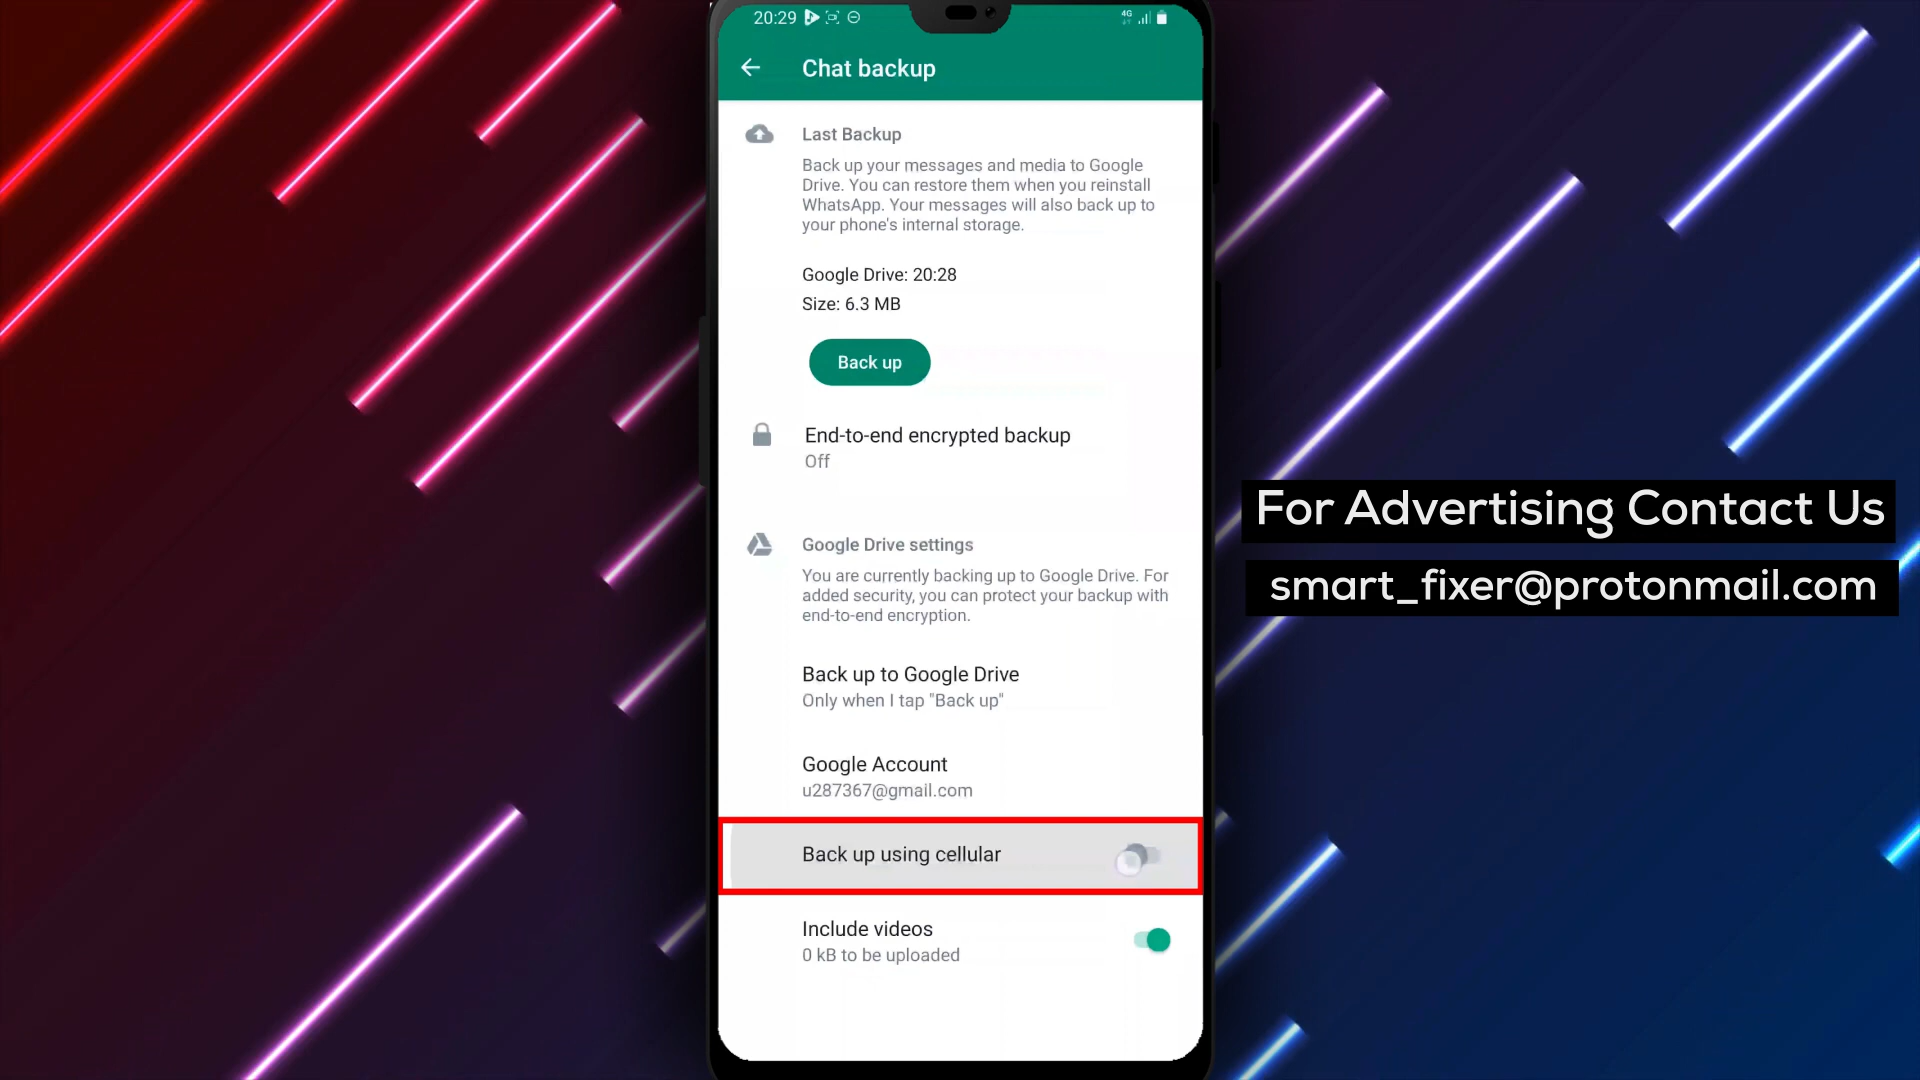 20:29
4G
Chat backup
Last Backup
Back up your messages and media to Google
Drive. You can restore them when you reinstall
WhatsApp. Your messages will also back up to
your phone's internal storage.
Google Drive: 20:28
Size: 6.3 MB
Back up
End-to-end encrypted backup
Off
Google Drive settings
You are currently backing up to Google Drive. For
added security, you can protect your backup with
end-to-end encryption.
Back up to Google Drive
Only when I tap "Back up"
Google Account
u287367@gmail.com
Back up using cellular
Include videos
0 kB to be uploaded
For Advertising Contact Us
smart_fixer@protonmail.com